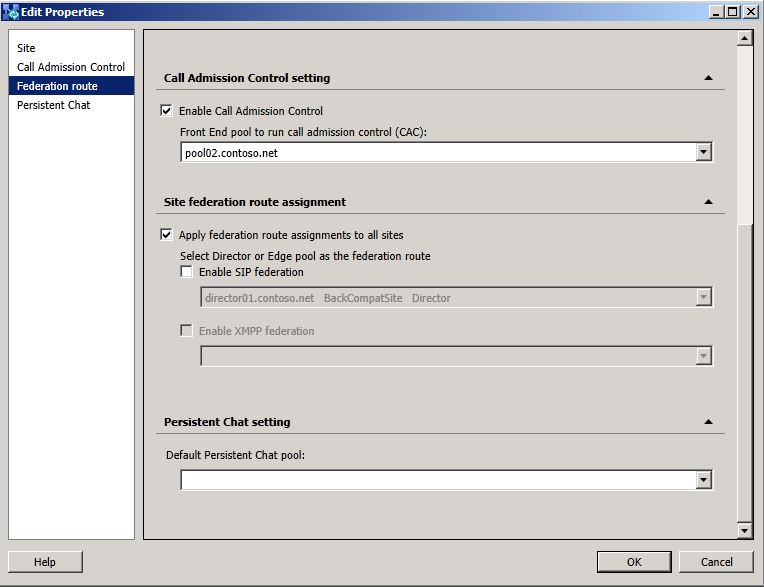 Edit Properties
Site
Call Admission Control
Federation route
Persistent Chat
Call Admission Control setting
Enable Call Admission Control
Front End pool to run call admission control (CAC):
pool02.contoso.net
Site federation route assignment
Apply federation route assignments to all sites
Select Director or Edge pool as the federation route
Enable SIP federation
director01.contoso.net BackCompatSite Director
Enable XMPP federation
Persistent Chat setting
Default Persistent Chat pool:
Help
OK
Cancel